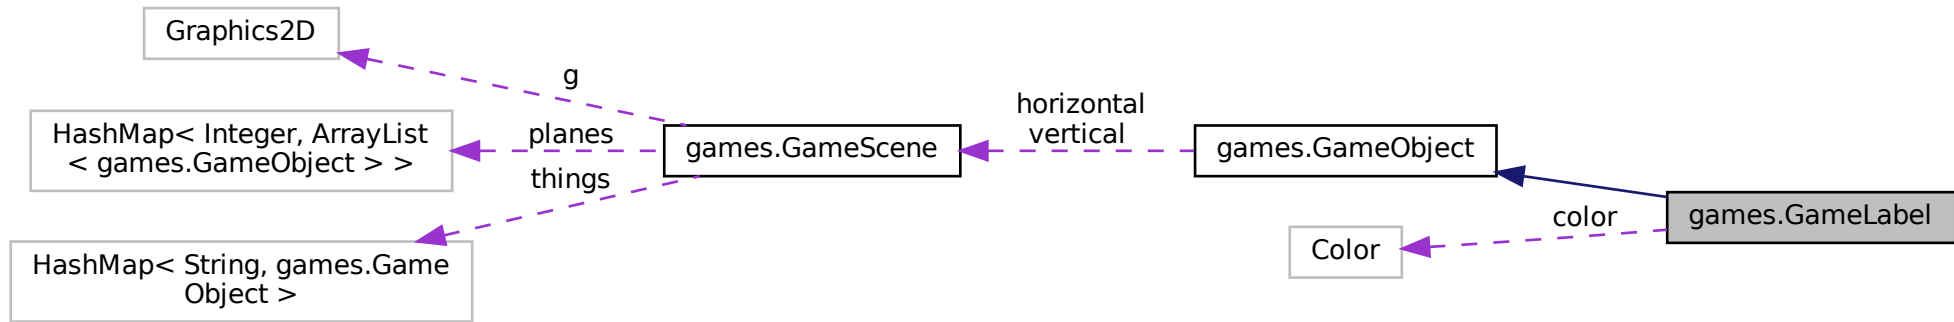 Graphics2D
g
HashMap< Integer, ArrayList
< games.GameObject > >
planes
things
HashMap< String, games.Game
Object >
games.GameScene
horizontal
vertical
games.GameObject
color
Color
games.GameLabel